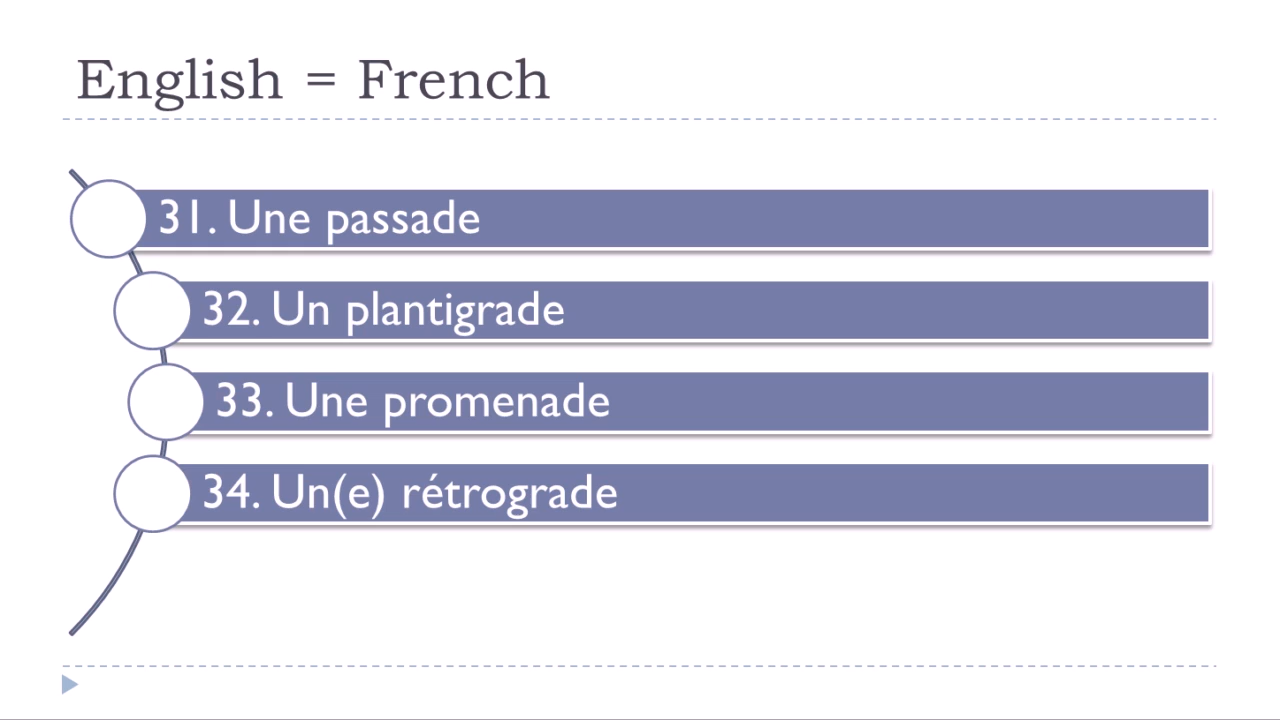 English = French
31. Une passade
32. Un plantigrade
33. Une promenade
34. Un(e) rétrograde